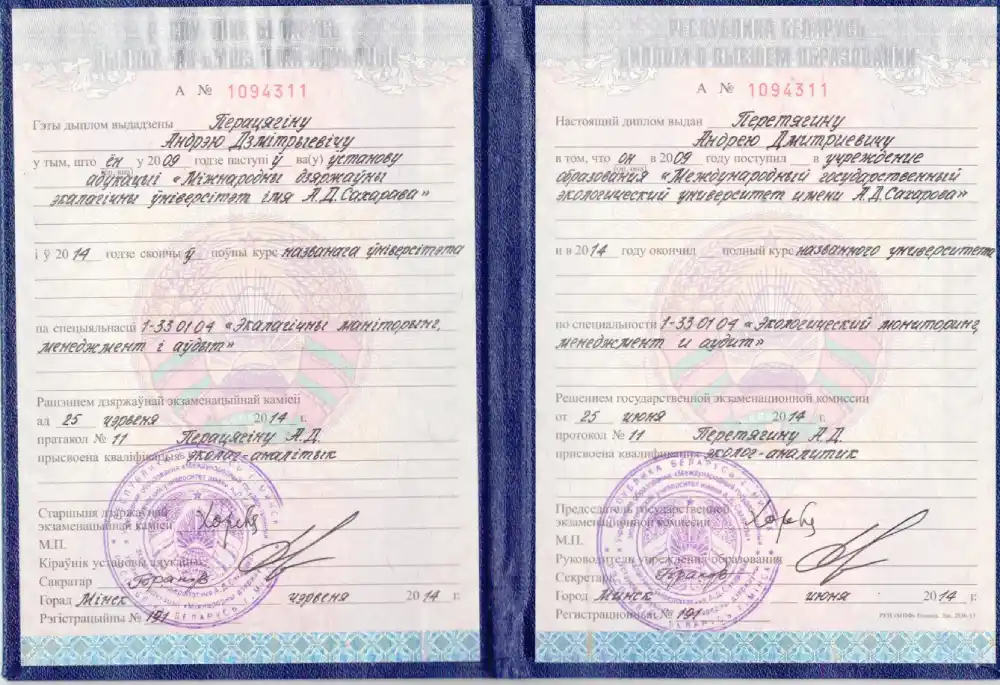 А № 1094311
Гэты дыплом выдадзены Перацягіну
Андрэю Дзмітрыевічу
у тым, што ён у 2009 годзе паступіў ва(у) установу
адукацыі «Міжнародны дзяржаўны
экалагічны ўніверсітэт імя А.Д.Сахарава»
і ў 2014 годзе скончыў поўны курс названага ўніверсітэта
па спецыяльнасці 1-33 01 04 «Экалагічны маніторынг,
менеджмент і аўдыт»
Рашэннем дзяржаўнай экзаменацыйнай камісіі
ад 25 чэрвеня 2014 г.
пратакол № 11 Перацягіну А.Д.
прысвоена кваліфікацыя эколаг-аналітык
Старшыня дзяржаўнай
экзаменацыйнай камісіі
М.П.
Кіраўнік установы адукацыі
Сакратар
Горад Мінск чэрвеня 2014 г.
Рэгістрацыйны № 191
РЕСПУБЛИКА БЕЛАРУСЬ
ДИПЛОМ О ВЫСШЕМ ОБРАЗОВАНИИ
А № 1094311
Настоящий диплом выдан Перетягину
Андрею Дмитриевичу
в том, что он в 2009 году поступил в учреждение
образования «Международный государственный
экологический университет имени А.Д.Сахарова»
и в 2014 году окончил полный курс названного университета
по специальности 1-33 01 04 «Экологический мониторинг,
менеджмент и аудит»
Решением государственной экзаменационной комиссии
от 25 июня 2014 г.
протокол № 11 Перетягину А.Д.
присвоена квалификация эколог-аналитик
Председатель государственной
экзаменационной комиссии
М.П.
Руководитель учреждения образования
Секретарь
Город Минск июня 2014 г.
Регистрационный № 191